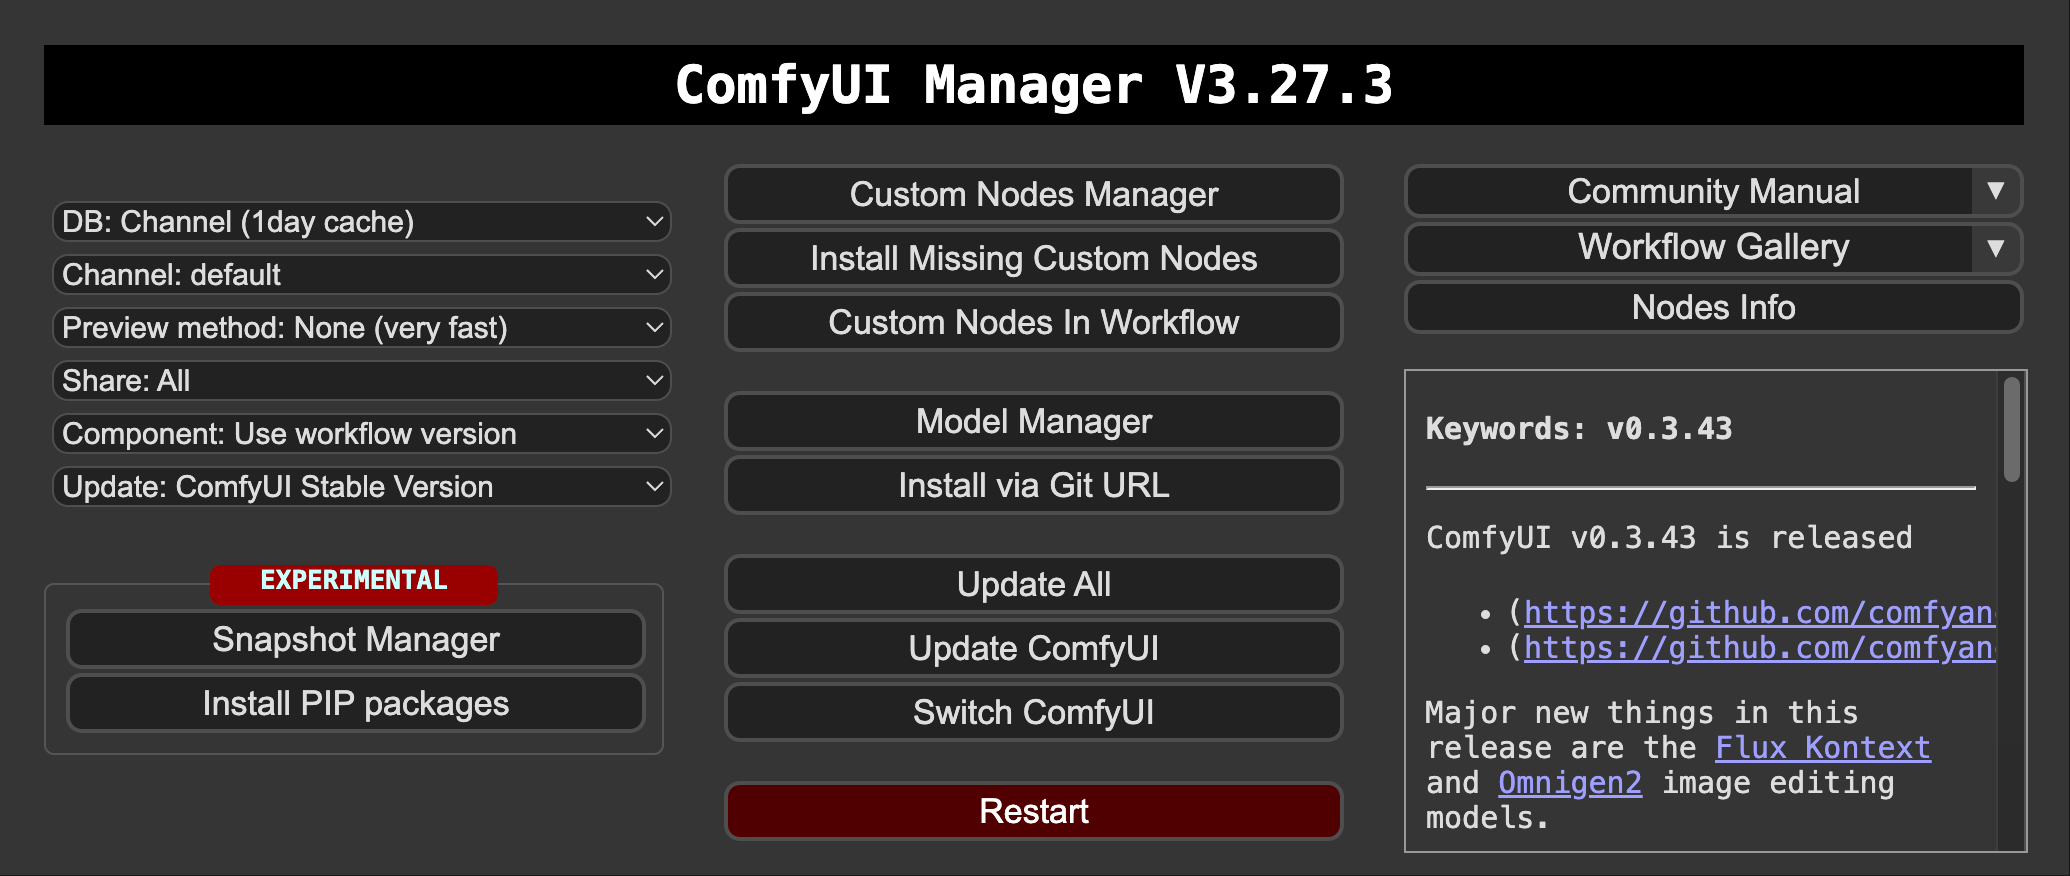 ComfyUI Manager V3.27.3
DB: Channel (1day cache)
Channel: default
Preview method: None (very fast)
Share: All
Component: Use workflow version
Update: ComfyUI Stable Version
EXPERIMENTAL
Snapshot Manager
Install PIP packages
Custom Nodes Manager
Install Missing Custom Nodes
Custom Nodes In Workflow
Model Manager
Install via Git URL
Update All
Update ComfyUI
Switch ComfyUI
Restart
Community Manual ▼
Workflow Gallery ▼
Nodes Info
Keywords: v0.3.43
ComfyUI v0.3.43 is released
• (https://github.com/comfyan
• (https://github.com/comfyan
Major new things in this
release are the Flux Kontext
and Omnigen2 image editing
models.